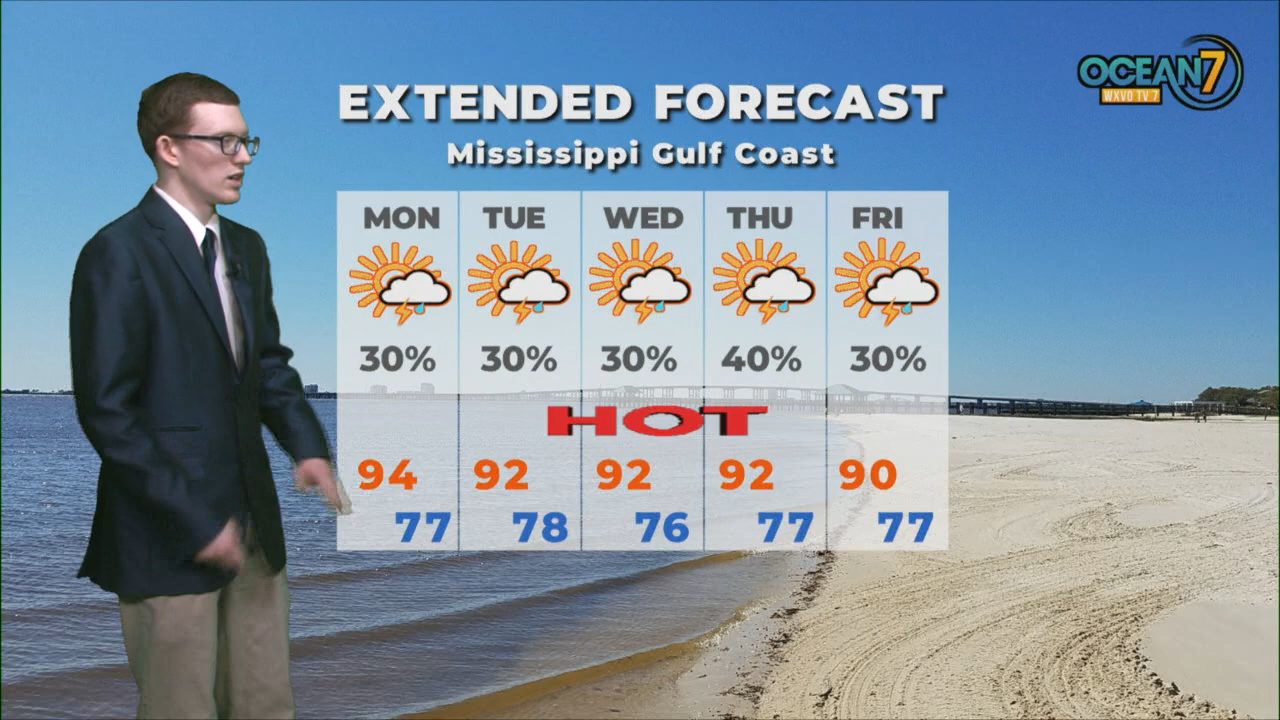 OCEAN7
WXVO TV 7
EXTENDED FORECAST
Mississippi Gulf Coast
MON TUE WED THU FRI
30% 30% 30% 40% 30%
HOT
94 92 92 92 90
77 78 76 77 77